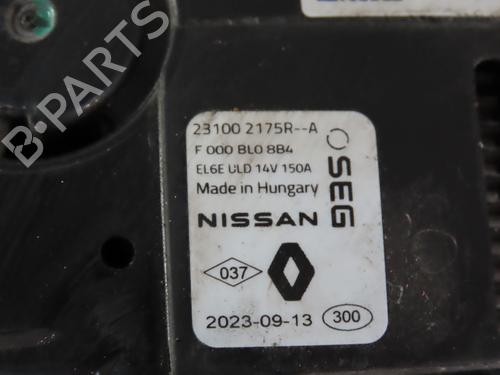 23100 2175R--A
F 000 BL0 8B4
EL6E ULD 14V 150A
Made in Hungary
NISSAN
SEG
037
2023-09-13
300
B-PARTS